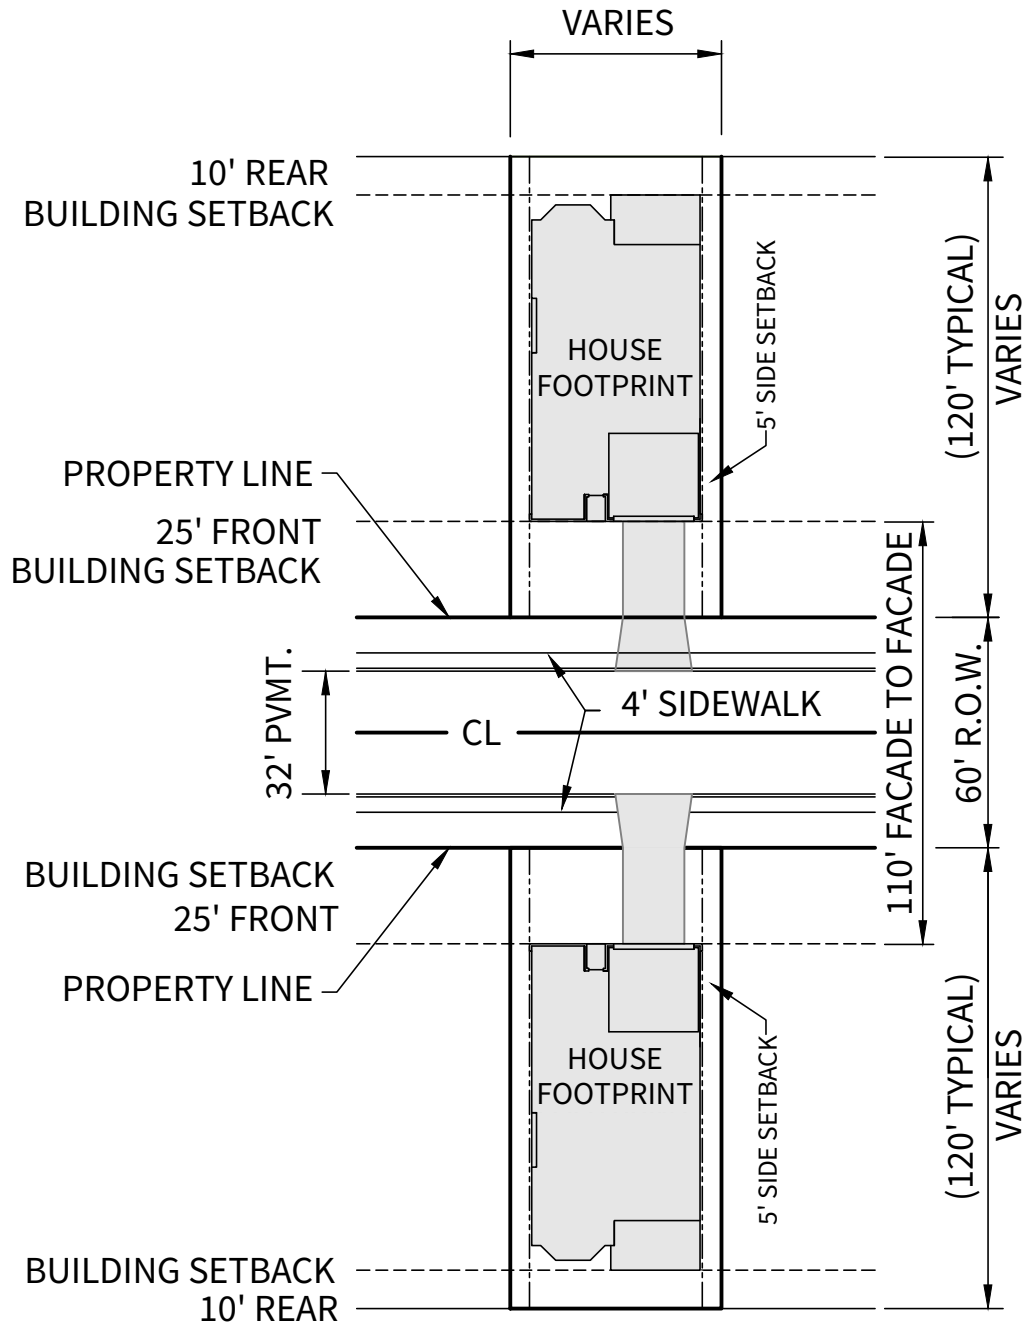 VARIES
10' REAR
BUILDING SETBACK
5' SIDE SETBACK
(120' TYPICAL)
VARIES
HOUSE
FOOTPRINT
PROPERTY LINE
25' FRONT
BUILDING SETBACK
32' PVMT.
4' SIDEWALK
CL
110' FACADE TO FACADE
60' R.O.W.
BUILDING SETBACK
25' FRONT
PROPERTY LINE
HOUSE
FOOTPRINT
5' SIDE SETBACK
(120' TYPICAL)
VARIES
BUILDING SETBACK
10' REAR